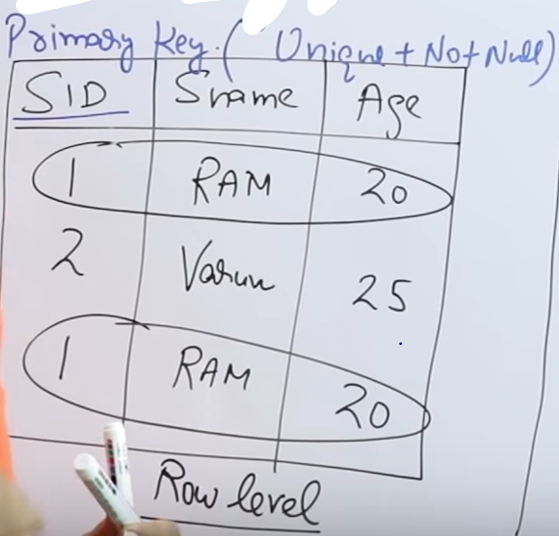 Primary Key. ( Unique + Not Null )
SID Sname Age
1 RAM 20
2 Varun 25
1 RAM 20
Row level